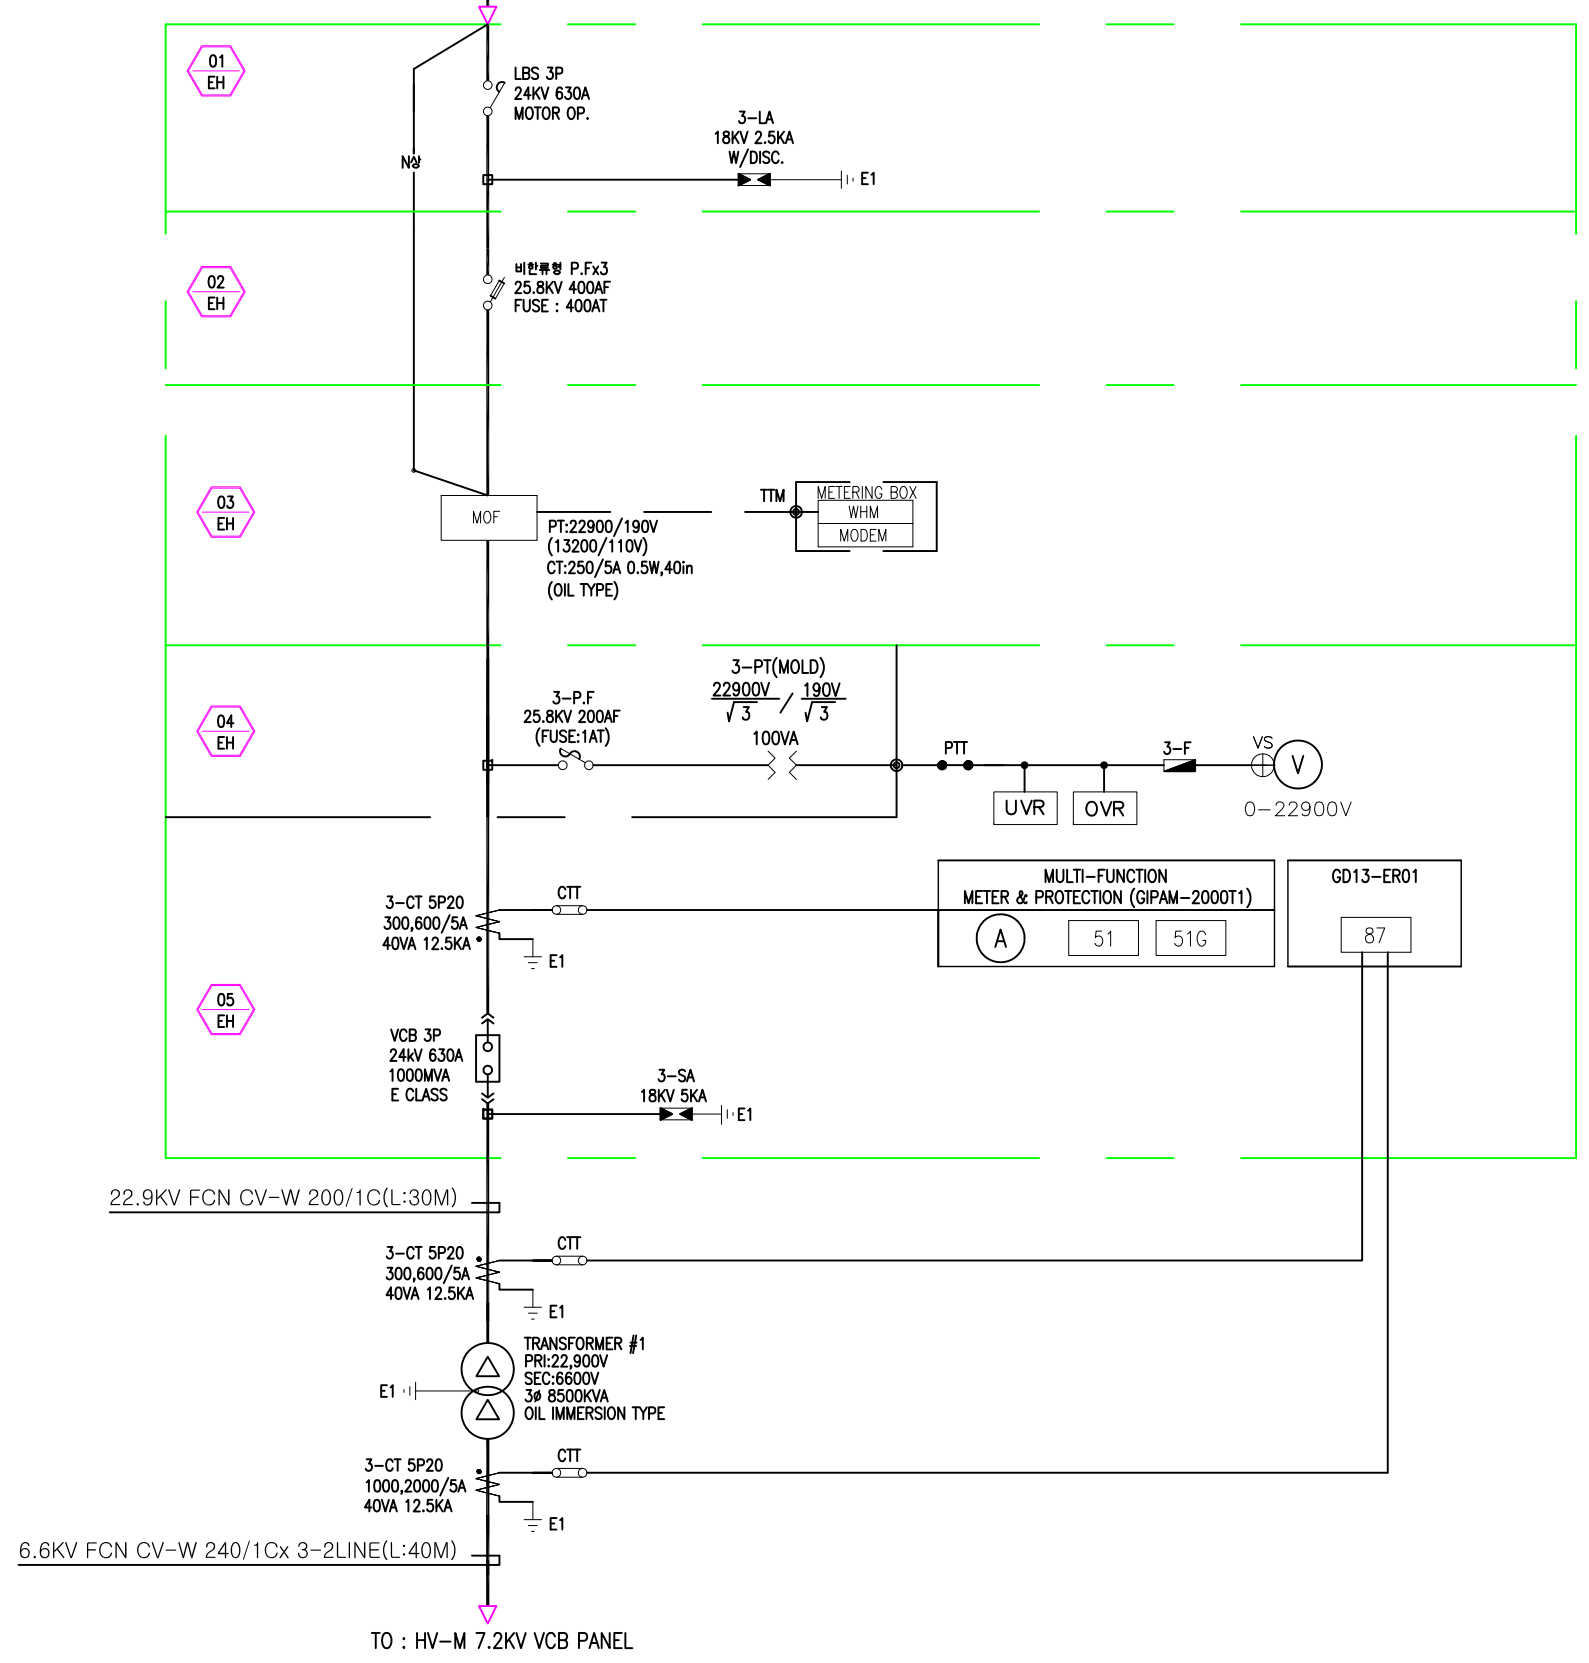 01
EH
LBS 3P
24KV 630A
MOTOR OP.
3-LA
18KV 2.5KA
W/DISC.
E1
N상
02
EH
비한류형 P.Fx3
25.8KV 400AF
FUSE : 400AT
03
EH
MOF
PT:22900/190V
(13200/110V)
CT:250/5A 0.5W,40in
(OIL TYPE)
TTM
METERING BOX
WHM
MODEM
04
EH
3-P.F
25.8KV 200AF
(FUSE:1AT)
3-PT(MOLD)
22900V / 190V
√3 √3
100VA
PTT
UVR
OVR
3-F
VS
V
0-22900V
05
EH
3-CT 5P20
300,600/5A
40VA 12.5KA
CTT
E1
MULTI-FUNCTION
METER & PROTECTION (GIPAM-2000T1)
A
51
51G
GD13-ER01
87
VCB 3P
24kV 630A
1000MVA
E CLASS
3-SA
18KV 5KA
E1
22.9KV FCN CV-W 200/1C(L:30M)
3-CT 5P20
300,600/5A
40VA 12.5KA
CTT
E1
TRANSFORMER #1
PRI:22,900V
SEC:6600V
3ø 8500KVA
OIL IMMERSION TYPE
E1
3-CT 5P20
1000,2000/5A
40VA 12.5KA
CTT
E1
6.6KV FCN CV-W 240/1Cx 3-2LINE(L:40M)
TO : HV-M 7.2KV VCB PANEL